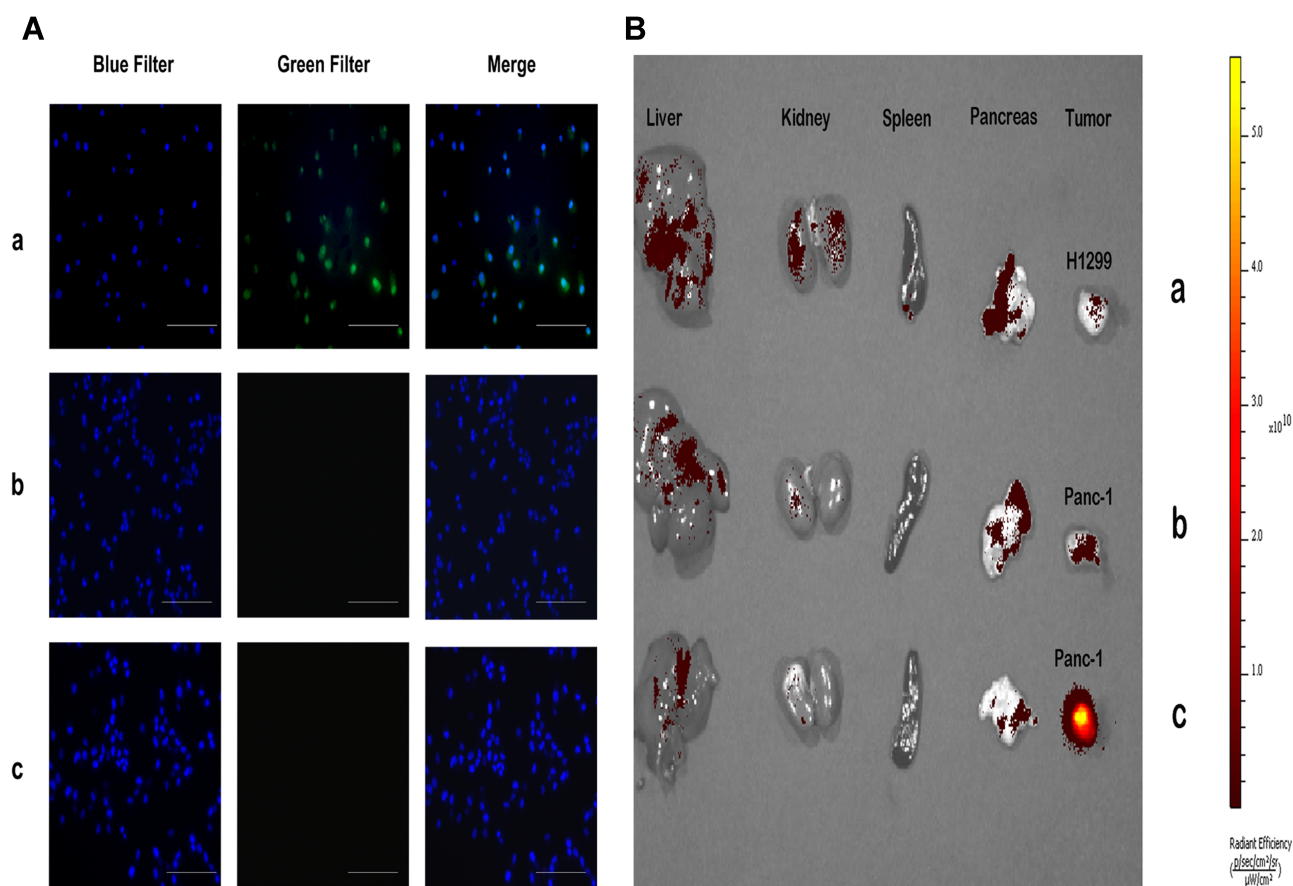 A
B
Blue Filter Green Filter Merge
a
b
c
Liver Kidney Spleen Pancreas Tumor
H1299
a
Panc-1
b
Panc-1
c
5.0
4.0
3.0
x10^10
2.0
1.0
Radiant Efficiency
(p/sec/cm²/sr
µW/cm²)